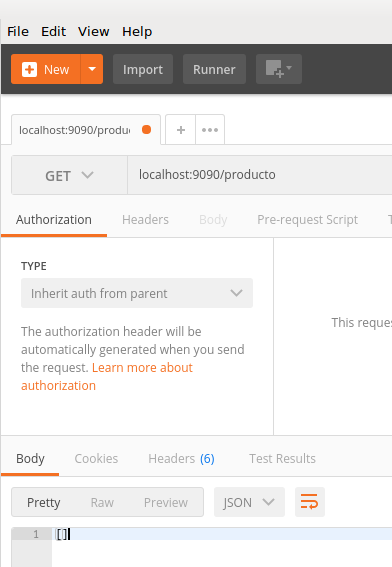 File Edit View Help
New Import Runner
localhost:9090/produ
GET localhost:9090/producto
Authorization Headers Body Pre-request Script
TYPE
Inherit auth from parent
This reque
The authorization header will be
automatically generated when you send
the request. Learn more about
authorization
Body Cookies Headers (6) Test Results
Pretty Raw Preview JSON
1 []